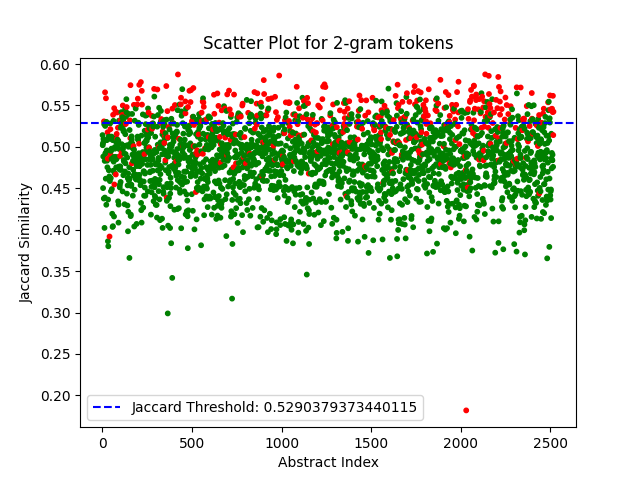 Scatter Plot for 2-gram tokens
0.60
0.55
0.50
0.45
0.40
0.35
0.30
0.25
0.20
Jaccard Similarity
Jaccard Threshold: 0.5290379373440115
0 500 1000 1500 2000 2500
Abstract Index